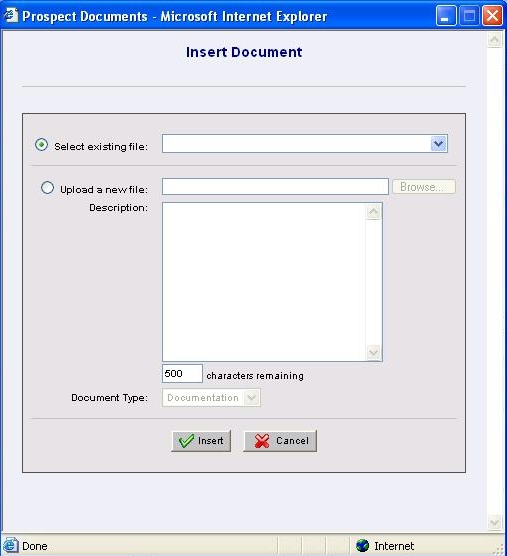 Prospect Documents - Microsoft Internet Explorer
Insert Document
Select existing file:
Upload a new file: Browse...
Description:
500 characters remaining
Document Type: Documentation
Insert Cancel
Done Internet